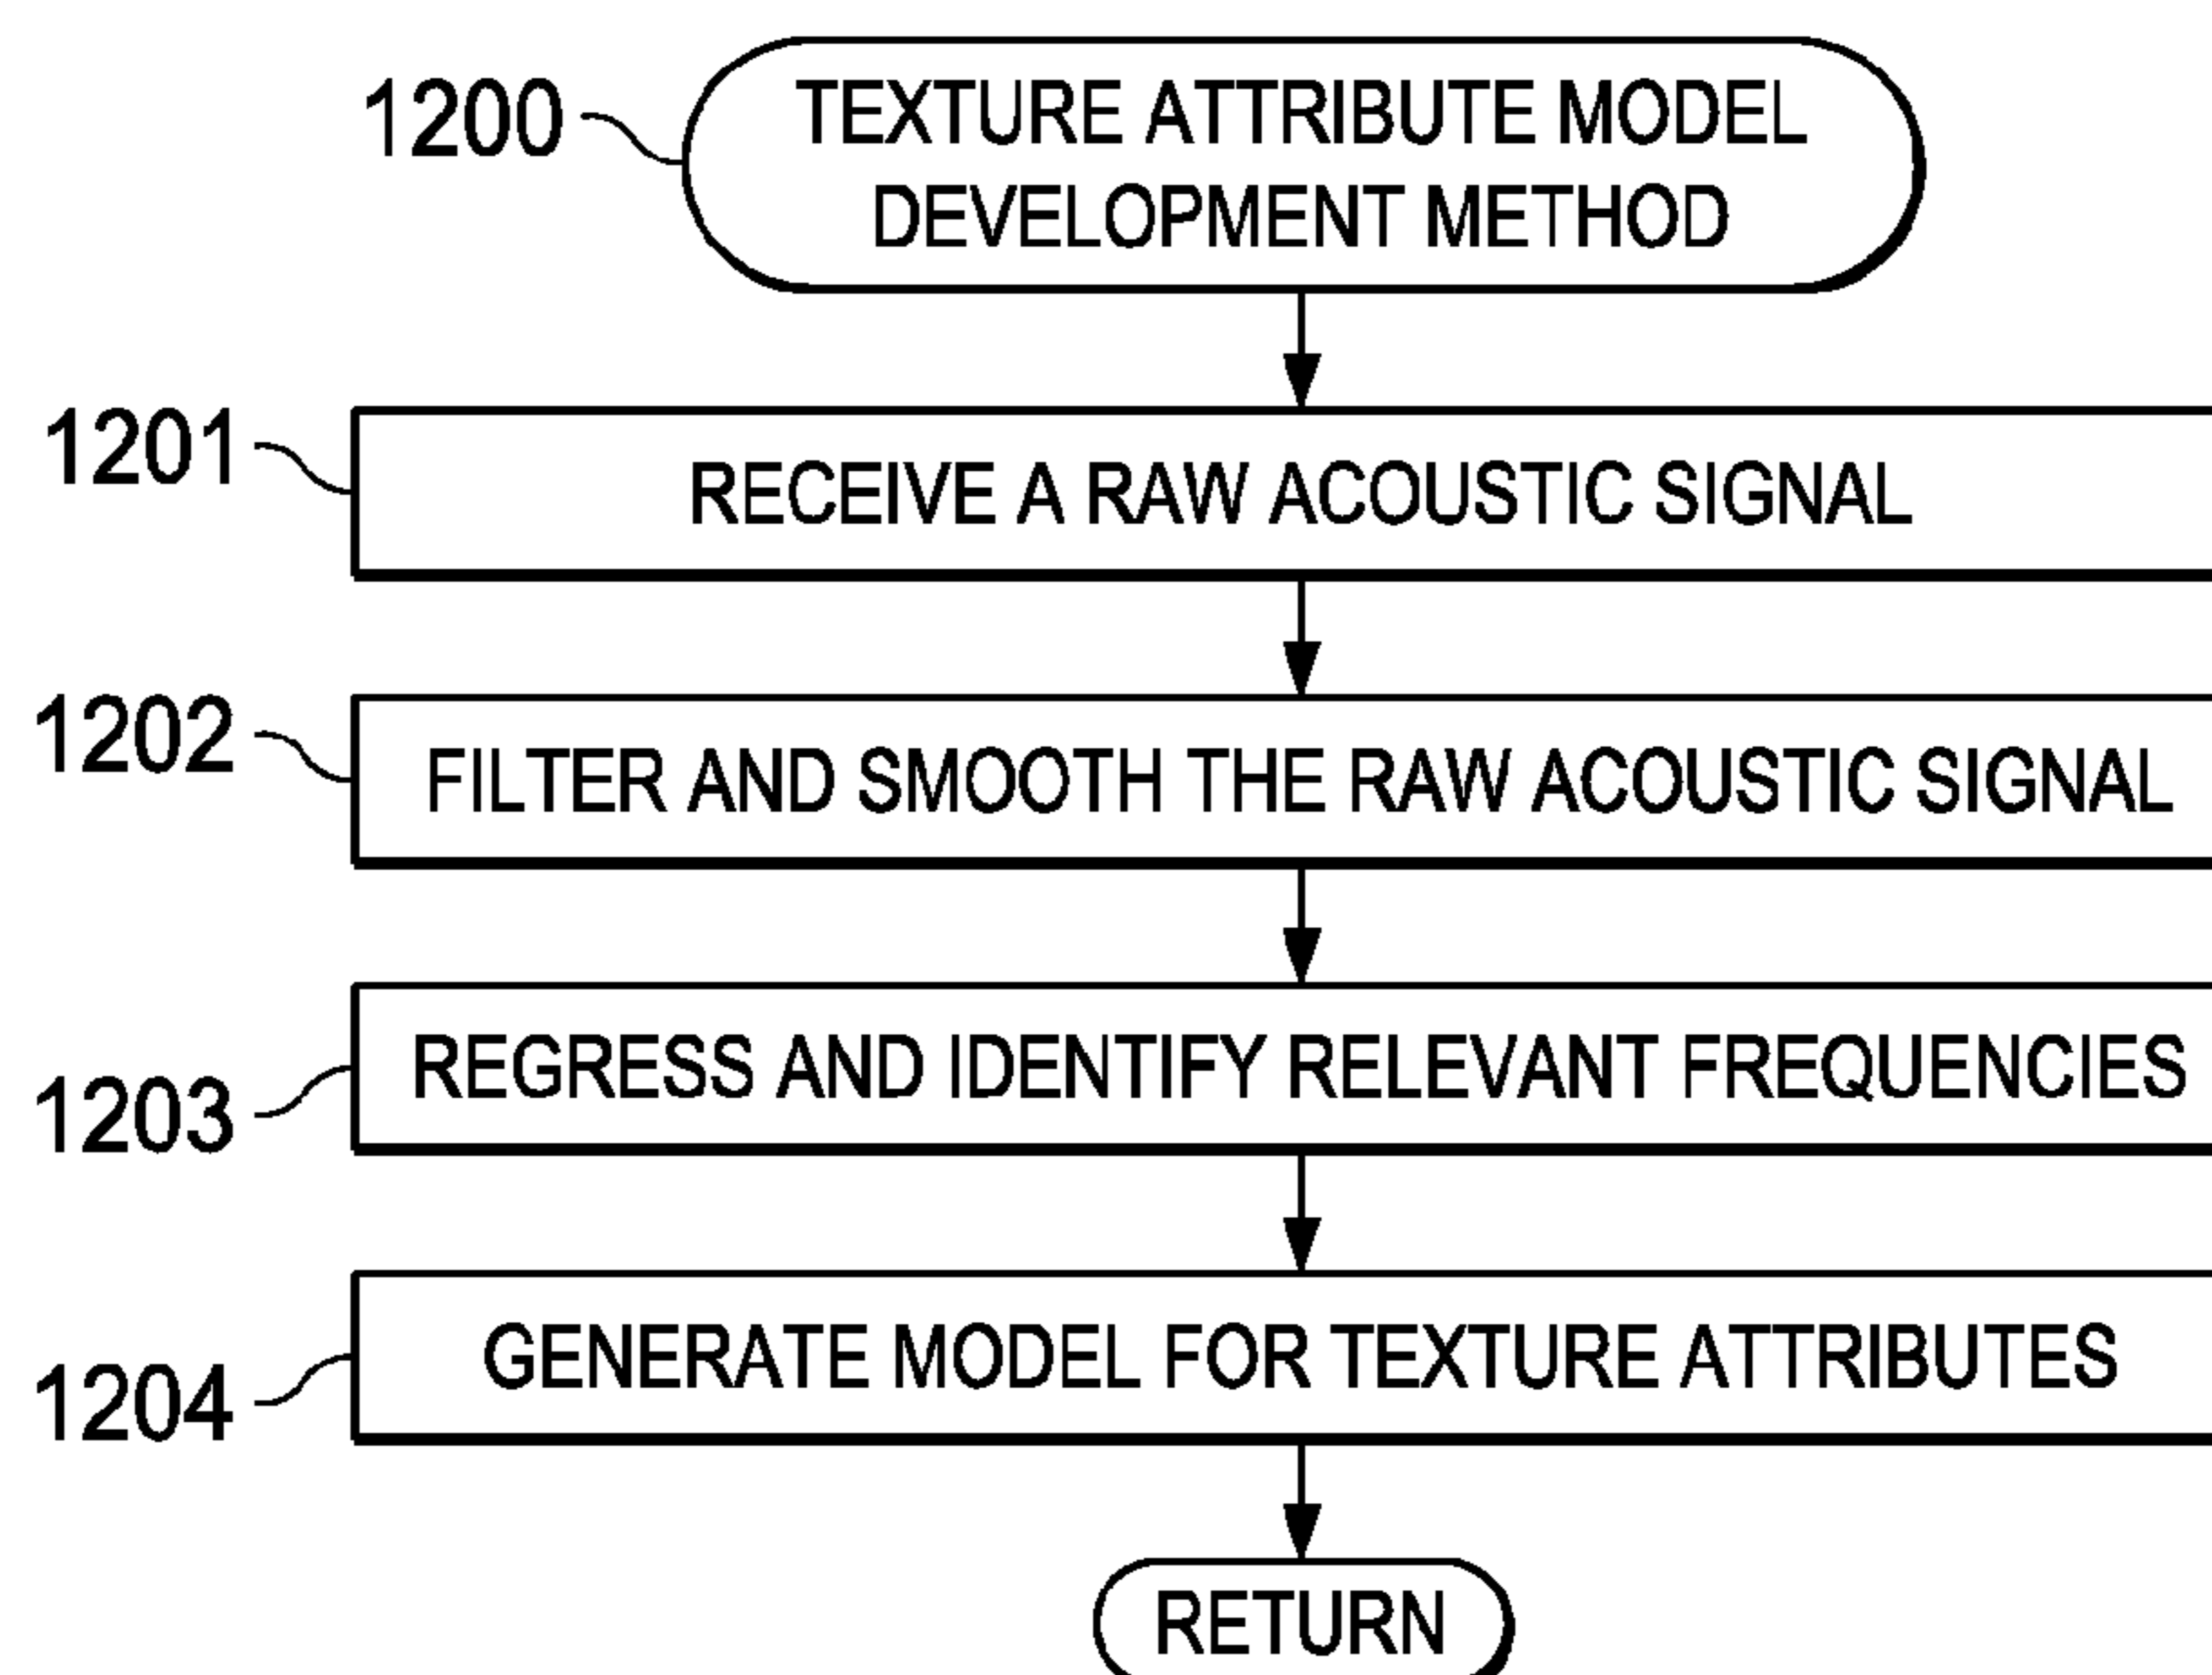 1200
TEXTURE ATTRIBUTE MODEL
DEVELOPMENT METHOD
1201
RECEIVE A RAW ACOUSTIC SIGNAL
1202
FILTER AND SMOOTH THE RAW ACOUSTIC SIGNAL
1203
REGRESS AND IDENTIFY RELEVANT FREQUENCIES
1204
GENERATE MODEL FOR TEXTURE ATTRIBUTES
RETURN